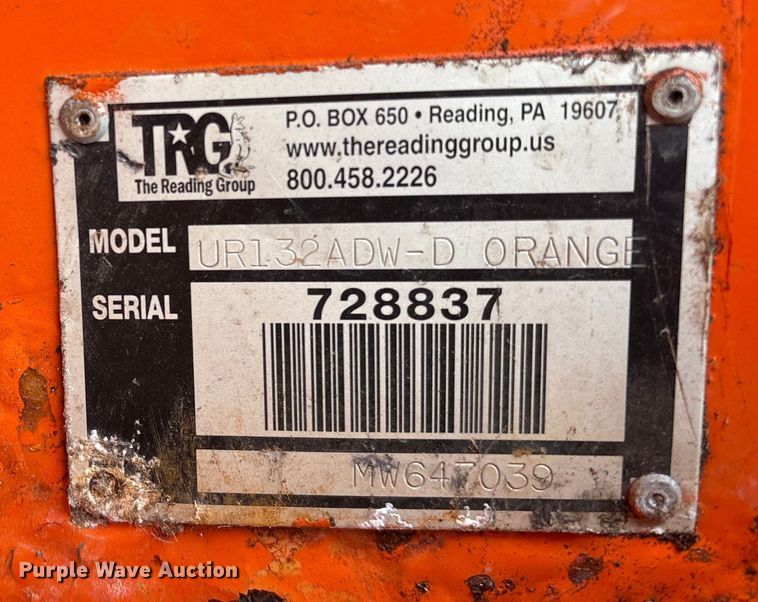 TRG
The Reading Group
P.O. BOX 650 • Reading, PA 19607
www.thereadinggroup.us
800.458.2226
MODEL UR132ADW-D ORANGE
SERIAL 728837
MW647039
Purple Wave Auction